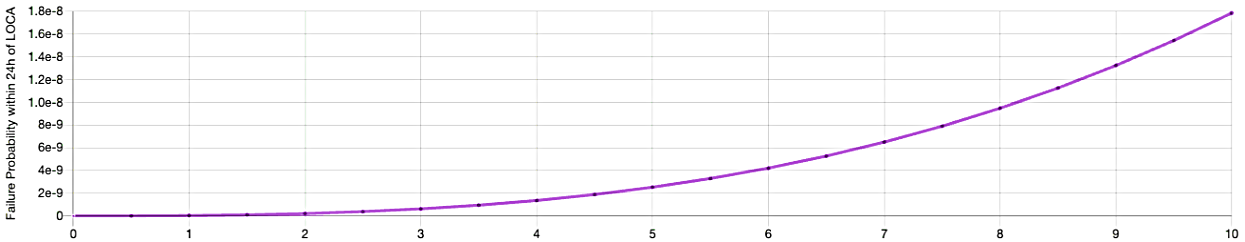 Failure Probability within 24h of LOCA
1.8e-8
1.6e-8
1.4e-8
1.2e-8
1.0e-8
8e-9
6e-9
4e-9
2e-9
0
0 1 2 3 4 5 6 7 8 9 10